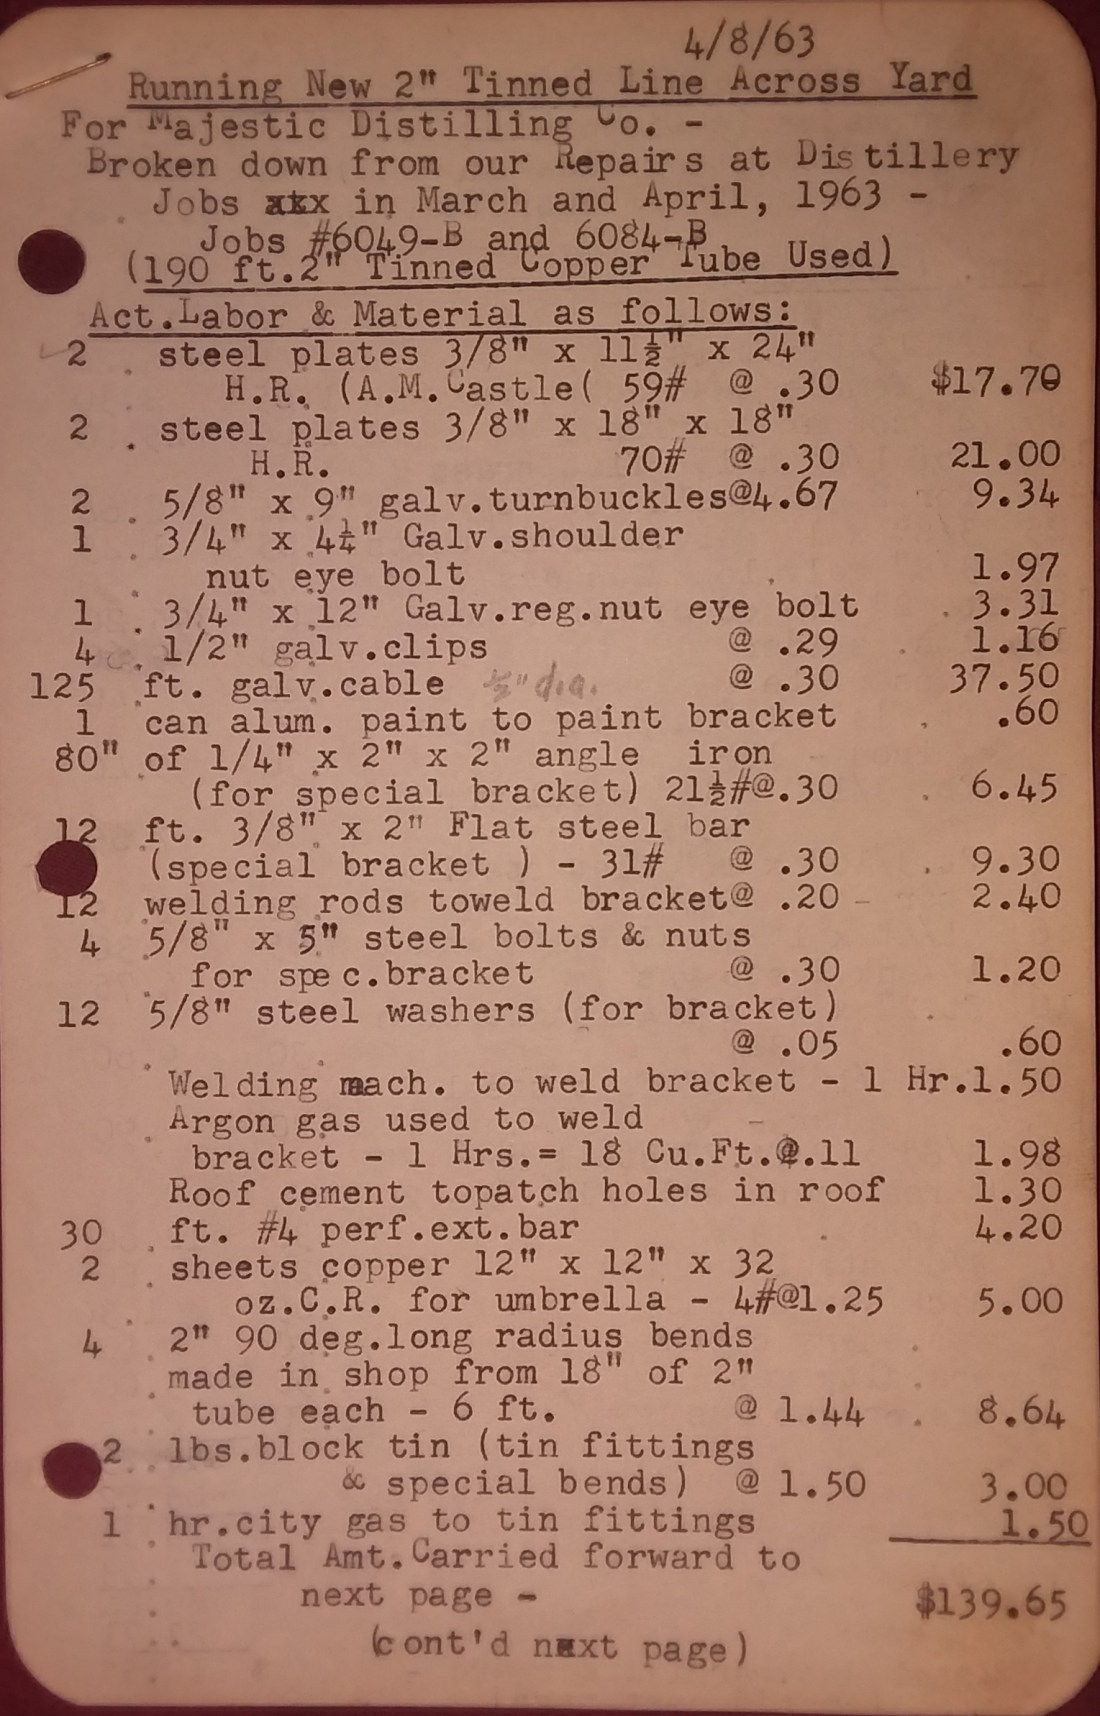 4/8/63
Running New 2" Tinned Line Across Yard
For Majestic Distilling Co. -
Broken down from our Repairs at Distillery
Jobs xxx in March and April, 1963 -
Jobs #6049-B and 6084-B
(190 ft.2" Tinned Copper Tube Used)
Act.Labor & Material as follows:
2 steel plates 3/8" x 11½" x 24"
H.R. (A.M.Castle( 59# @ .30 $17.70
2 steel plates 3/8" x 18" x 18"
H.R. 70# @ .30 21.00
2 5/8" x 9" galv.turnbuckles@4.67 9.34
1 3/4" x 4¼" Galv.shoulder
nut eye bolt 1.97
1 3/4" x 12" Galv.reg.nut eye bolt 3.31
4 1/2" galv.clips @ .29 1.16
125 ft. galv.cable ½" dia. @ .30 37.50
1 can alum. paint to paint bracket .60
80" of 1/4" x 2" x 2" angle iron
(for special bracket) 21½#@.30 6.45
12 ft. 3/8" x 2" Flat steel bar
(special bracket ) - 31# @ .30 9.30
12 welding rods toweld bracket@ .20 - 2.40
4 5/8" x 5" steel bolts & nuts
for spec.bracket @ .30 1.20
12 5/8" steel washers (for bracket)
@ .05 .60
Welding mach. to weld bracket - 1 Hr.1.50
Argon gas used to weld
bracket - 1 Hrs.= 18 Cu.Ft.@.11 1.98
Roof cement topatch holes in roof 1.30
30 ft. #4 perf.ext.bar 4.20
2 sheets copper 12" x 12" x 32
oz.C.R. for umbrella - 4#@1.25 5.00
4 2" 90 deg.long radius bends
made in shop from 18" of 2"
tube each - 6 ft. @ 1.44 8.64
2 lbs.block tin (tin fittings
& special bends) @ 1.50 3.00
1 hr.city gas to tin fittings 1.50
Total Amt.Carried forward to
next page - $139.65
(cont'd next page)